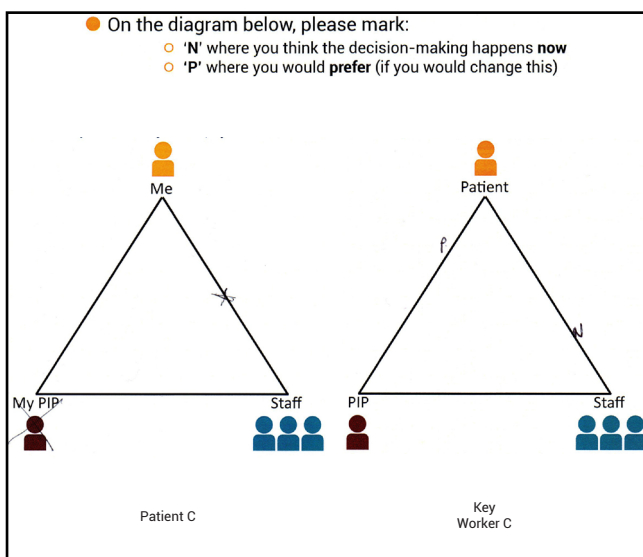 On the diagram below, please mark:
'N' where you think the decision-making happens now
'P' where you would prefer (if you would change this)
Me
Patient
P
N
My PIP
Staff
PIP
Staff
Patient C
Key
Worker C